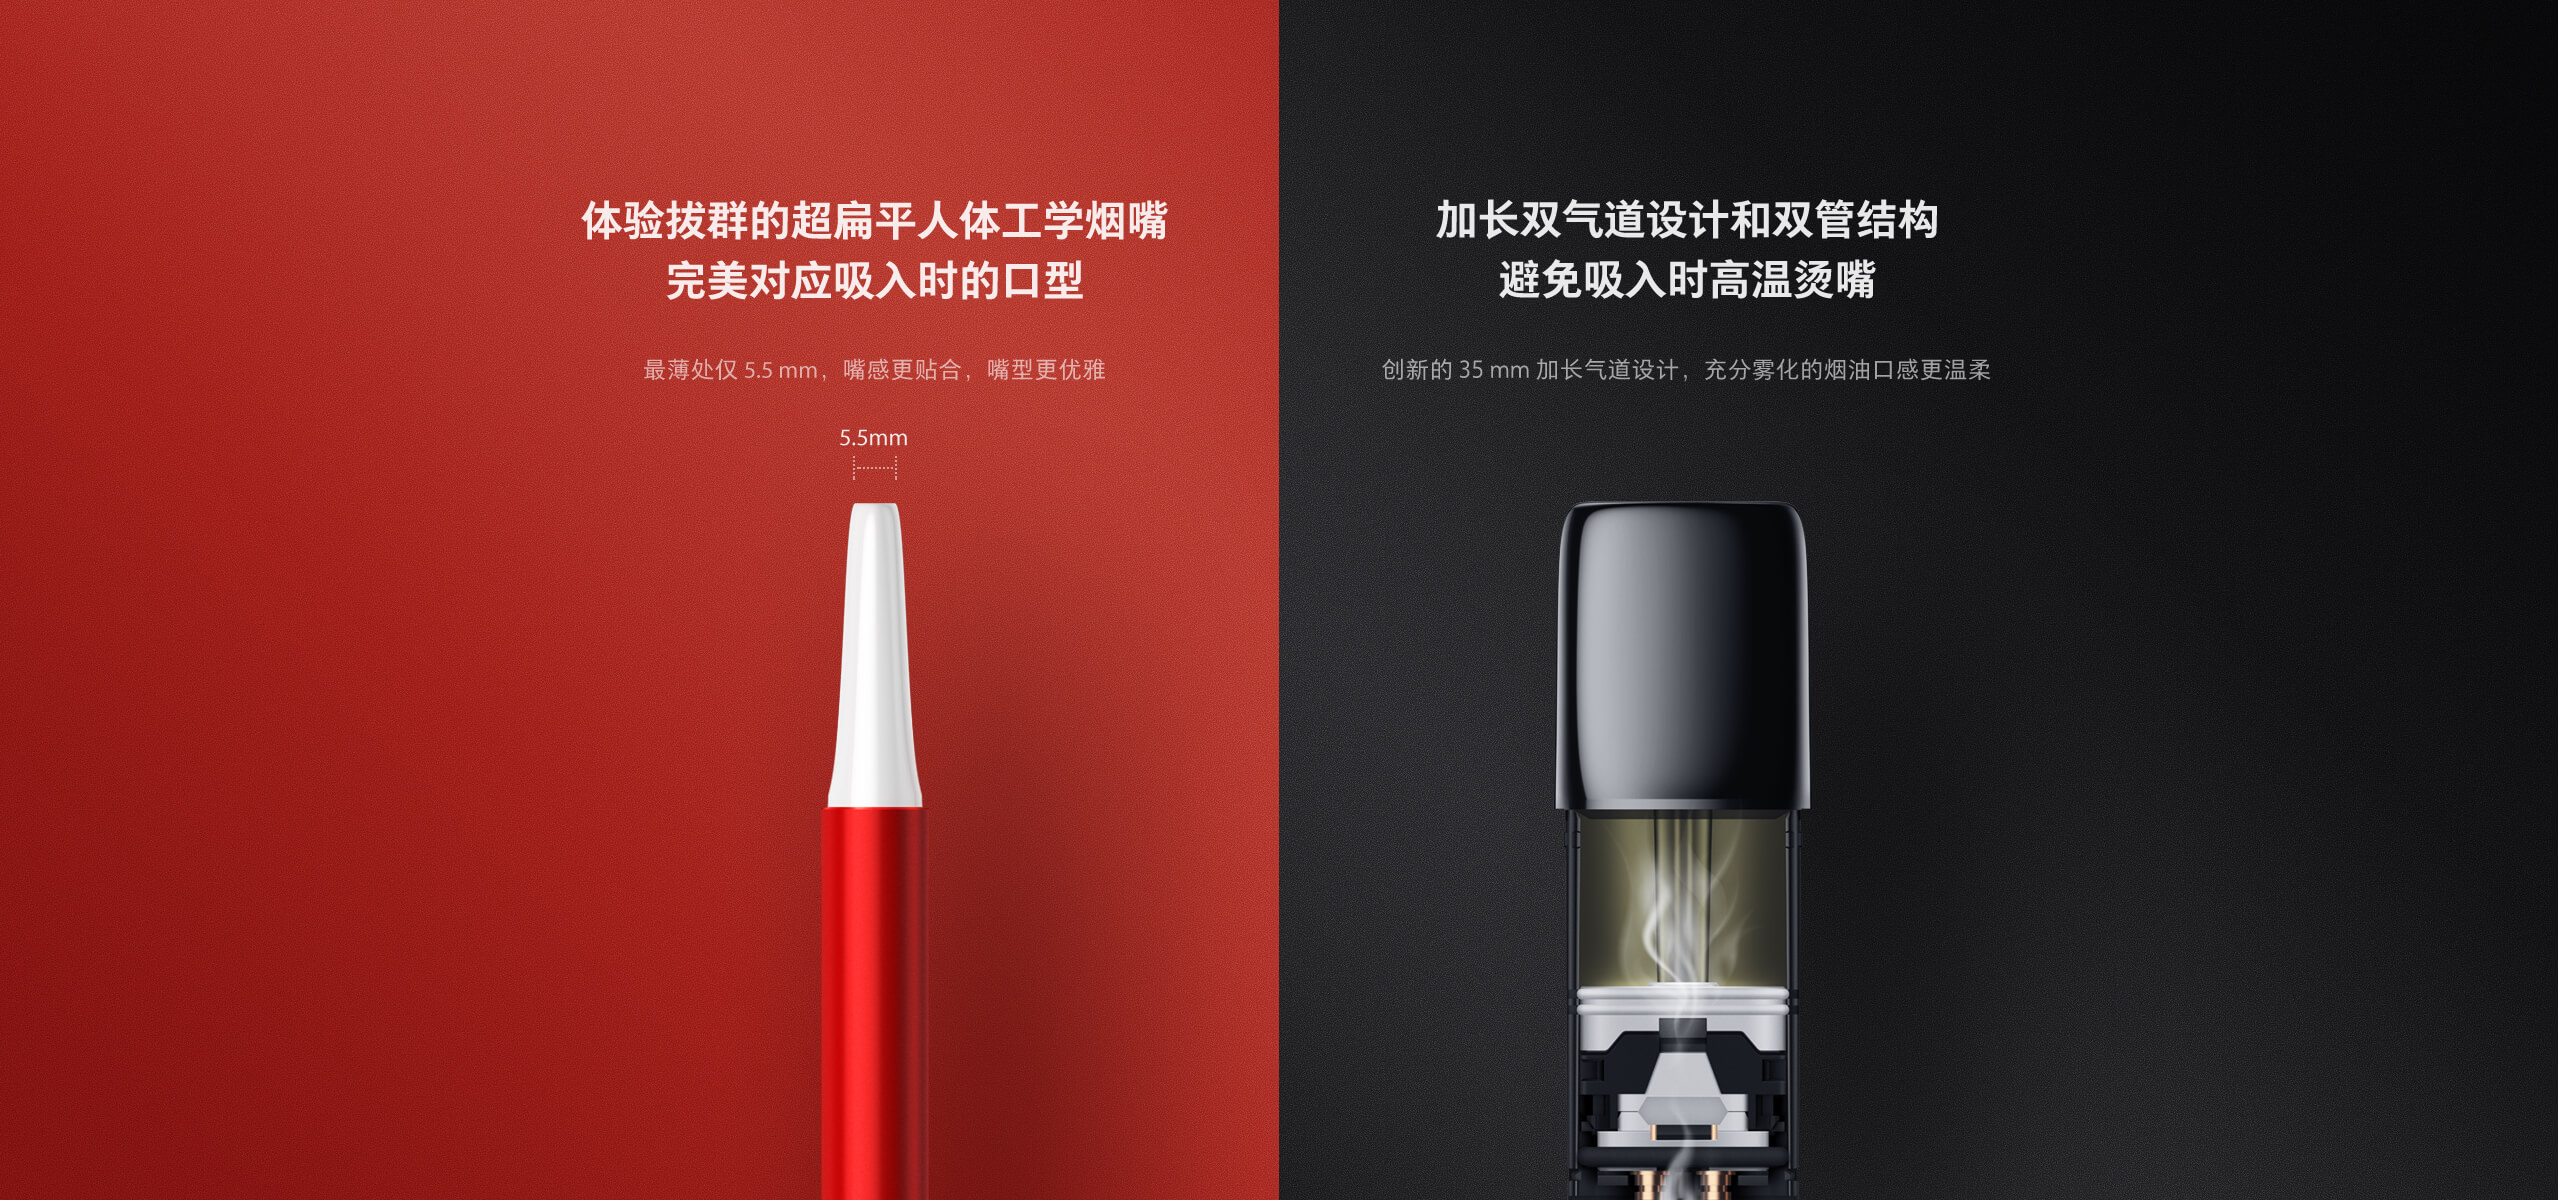 体验拔群的超扁平人体工学烟嘴
完美对应吸入时的口型
最薄处仅 5.5 mm，嘴感更贴合，嘴型更优雅
5.5mm
加长双气道设计和双管结构
避免吸入时高温烫嘴
创新的 35 mm 加长气道设计，充分雾化的烟油口感更温柔